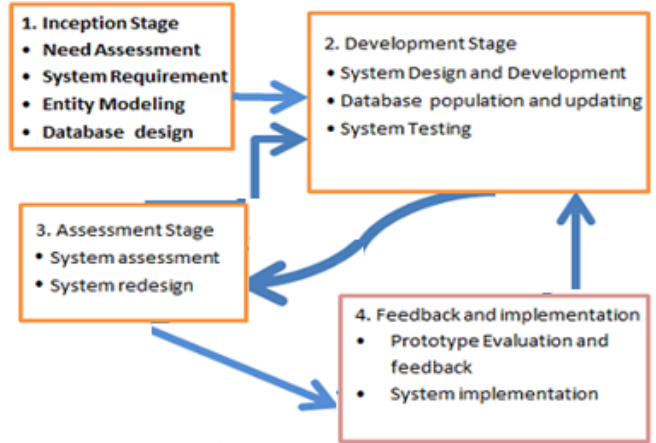 1. Inception Stage
• Need Assessment
• System Requirement
• Entity Modeling
• Database design
2. Development Stage
• System Design and Development
• Database population and updating
• System Testing
3. Assessment Stage
• System assessment
• System redesign
4. Feedback and implementation
• Prototype Evaluation and
feedback
• System implementation